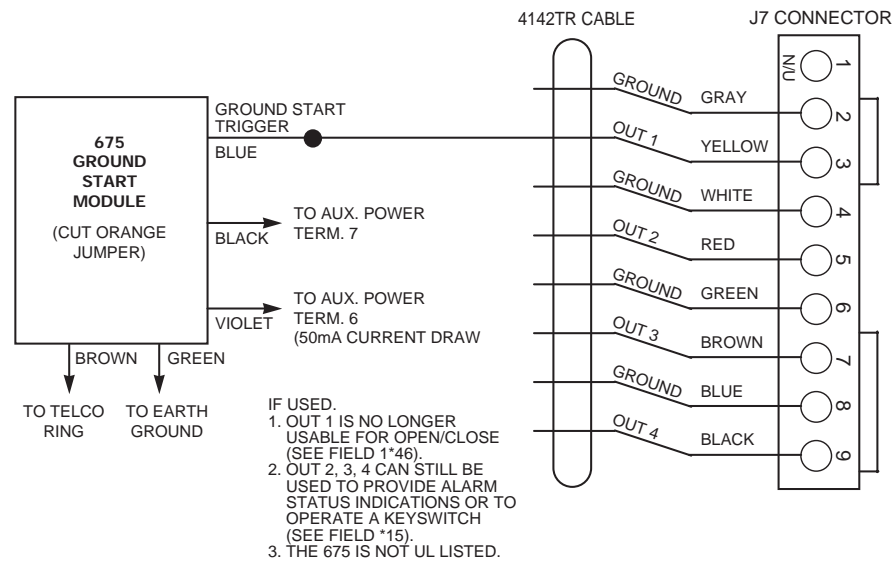 4142TR CABLE
J7 CONNECTOR
N/U
1
GROUND
GRAY
2
OUT 1
YELLOW
3
GROUND
WHITE
4
OUT 2
RED
5
GROUND
GREEN
6
OUT 3
BROWN
7
GROUND
BLUE
8
OUT 4
BLACK
9
675
GROUND
START
MODULE
(CUT ORANGE
JUMPER)
GROUND START
TRIGGER
BLUE
BLACK
TO AUX. POWER
TERM. 7
VIOLET
TO AUX. POWER
TERM. 6
(50mA CURRENT DRAW
BROWN
GREEN
TO TELCO
RING
TO EARTH
GROUND
IF USED.
1. OUT 1 IS NO LONGER
USABLE FOR OPEN/CLOSE
(SEE FIELD 1*46).
2. OUT 2, 3, 4 CAN STILL BE
USED TO PROVIDE ALARM
STATUS INDICATIONS OR TO
OPERATE A KEYSWITCH
(SEE FIELD *15).
3. THE 675 IS NOT UL LISTED.